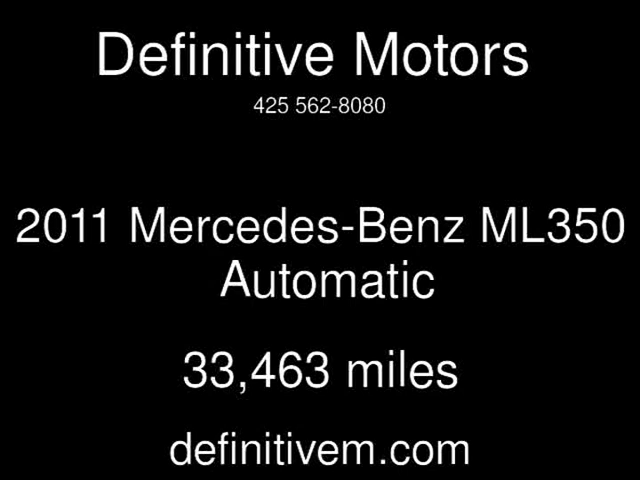 Definitive Motors
425 562-8080
2011 Mercedes-Benz ML350
Automatic
33,463 miles
definitivem.com